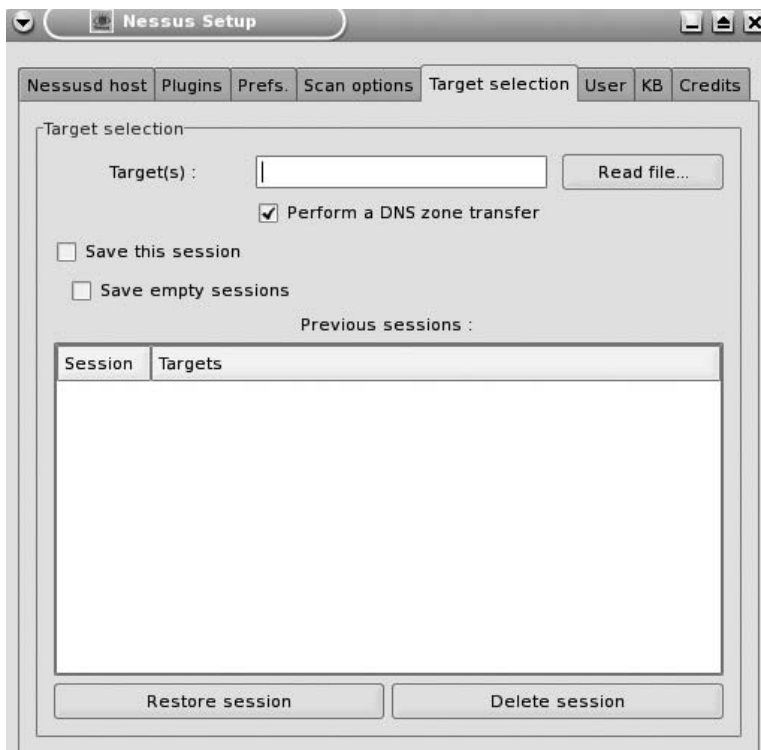 Nessus Setup
Nessusd host Plugins Prefs. Scan options Target selection User KB Credits
Target selection
Target(s) : Read file...
Perform a DNS zone transfer
Save this session
Save empty sessions
Previous sessions :
Session Targets
Restore session Delete session